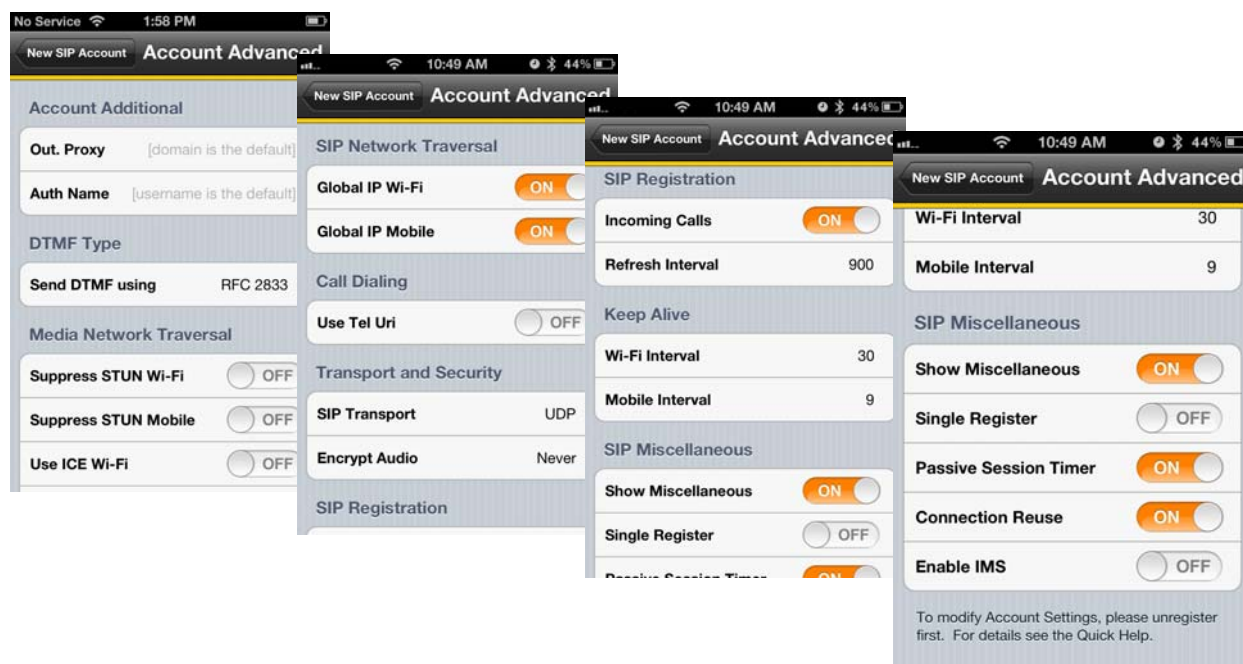 No Service 1:58 PM
New SIP Account Account Advanced
Account Additional
Out. Proxy [domain is the default]
Auth Name [username is the default]
DTMF Type
Send DTMF using RFC 2833
Media Network Traversal
Suppress STUN Wi-Fi OFF
Suppress STUN Mobile OFF
Use ICE Wi-Fi OFF
10:49 AM 44%
New SIP Account Account Advanced
SIP Network Traversal
Global IP Wi-Fi ON
Global IP Mobile ON
Call Dialing
Use Tel Uri OFF
Transport and Security
SIP Transport UDP
Encrypt Audio Never
SIP Registration
10:49 AM 44%
New SIP Account Account Advanced
SIP Registration
Incoming Calls ON
Refresh Interval 900
Keep Alive
Wi-Fi Interval 30
Mobile Interval 9
SIP Miscellaneous
Show Miscellaneous ON
Single Register OFF
Passive Session Timer ON
10:49 AM 44%
New SIP Account Account Advanced
Wi-Fi Interval 30
Mobile Interval 9
SIP Miscellaneous
Show Miscellaneous ON
Single Register OFF
Passive Session Timer ON
Connection Reuse ON
Enable IMS OFF
To modify Account Settings, please unregister
first. For details see the Quick Help.